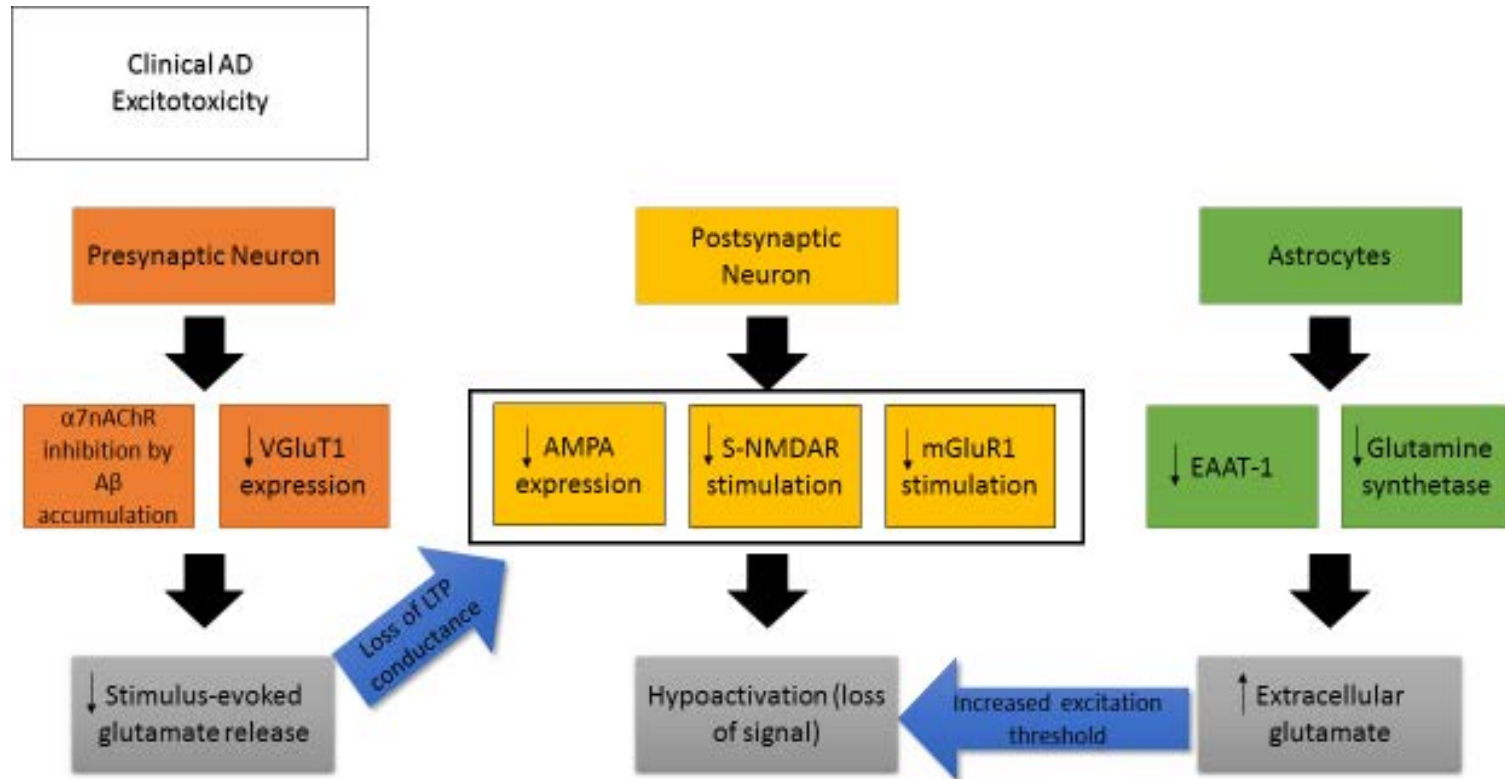 Clinical AD
Excitotoxicity
Presynaptic Neuron
Postsynaptic
Neuron
Astrocytes
α7nAChR
inhibition by
Aβ
accumulation
↓ VGluT1
expression
↓ AMPA
expression
↓ S-NMDAR
stimulation
↓ mGluR1
stimulation
↓ EAAT-1
↓ Glutamine
synthetase
Loss of LTP
conductance
↓ Stimulus-evoked
glutamate release
Hypoactivation (loss
of signal)
Increased excitation
threshold
↑ Extracellular
glutamate